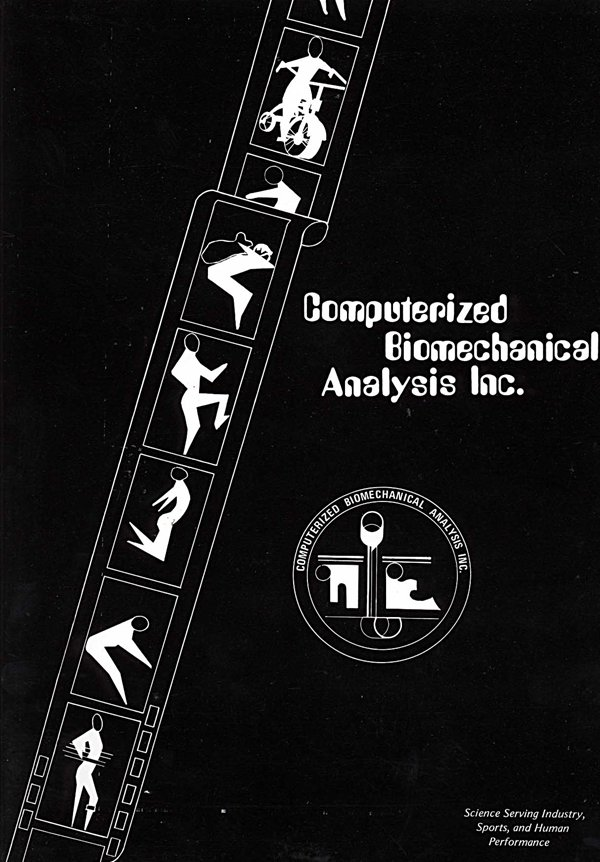 Computerized
Biomechanical
Analysis Inc.
COMPUTERIZED BIOMECHANICAL ANALYSIS INC.
Science Serving Industry,
Sports, and Human
Performance